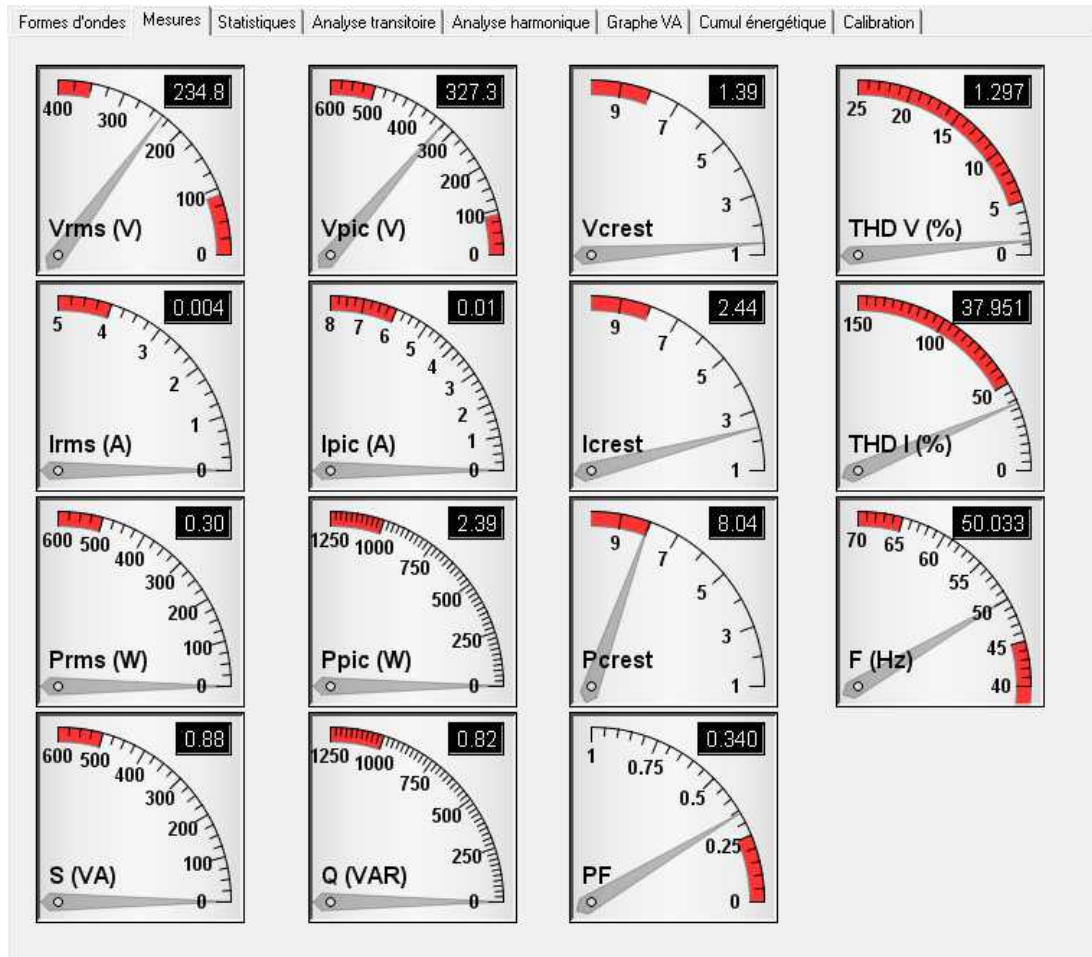 Formes d'ondes Mesures Statistiques Analyse transitoire Analyse harmonique Graphe VA Cumul énergétique Calibration
234.8
400 300 200 100 0
Vrms (V)
327.3
600 500 400 300 200 100 0
Vpic (V)
1.39
9 7 5 3 1
Vcrest
1.297
25 20 15 10 5 0
THD V (%)
0.004
5 4 3 2 1 0
Irms (A)
0.01
8 7 6 5 4 3 2 1 0
Ipic (A)
2.44
9 7 5 3 1
Icrest
37.951
150 100 50 0
THD I (%)
0.30
600 500 400 300 200 100 0
Prms (W)
2.39
1250 1000 750 500 250 0
Ppic (W)
8.04
9 7 5 3 1
Pcrest
50.033
70 65 60 55 50 45 40
F (Hz)
0.88
600 500 400 300 200 100 0
S (VA)
0.82
1250 1000 750 500 250 0
Q (VAR)
0.340
1 0.75 0.5 0.25 0
PF